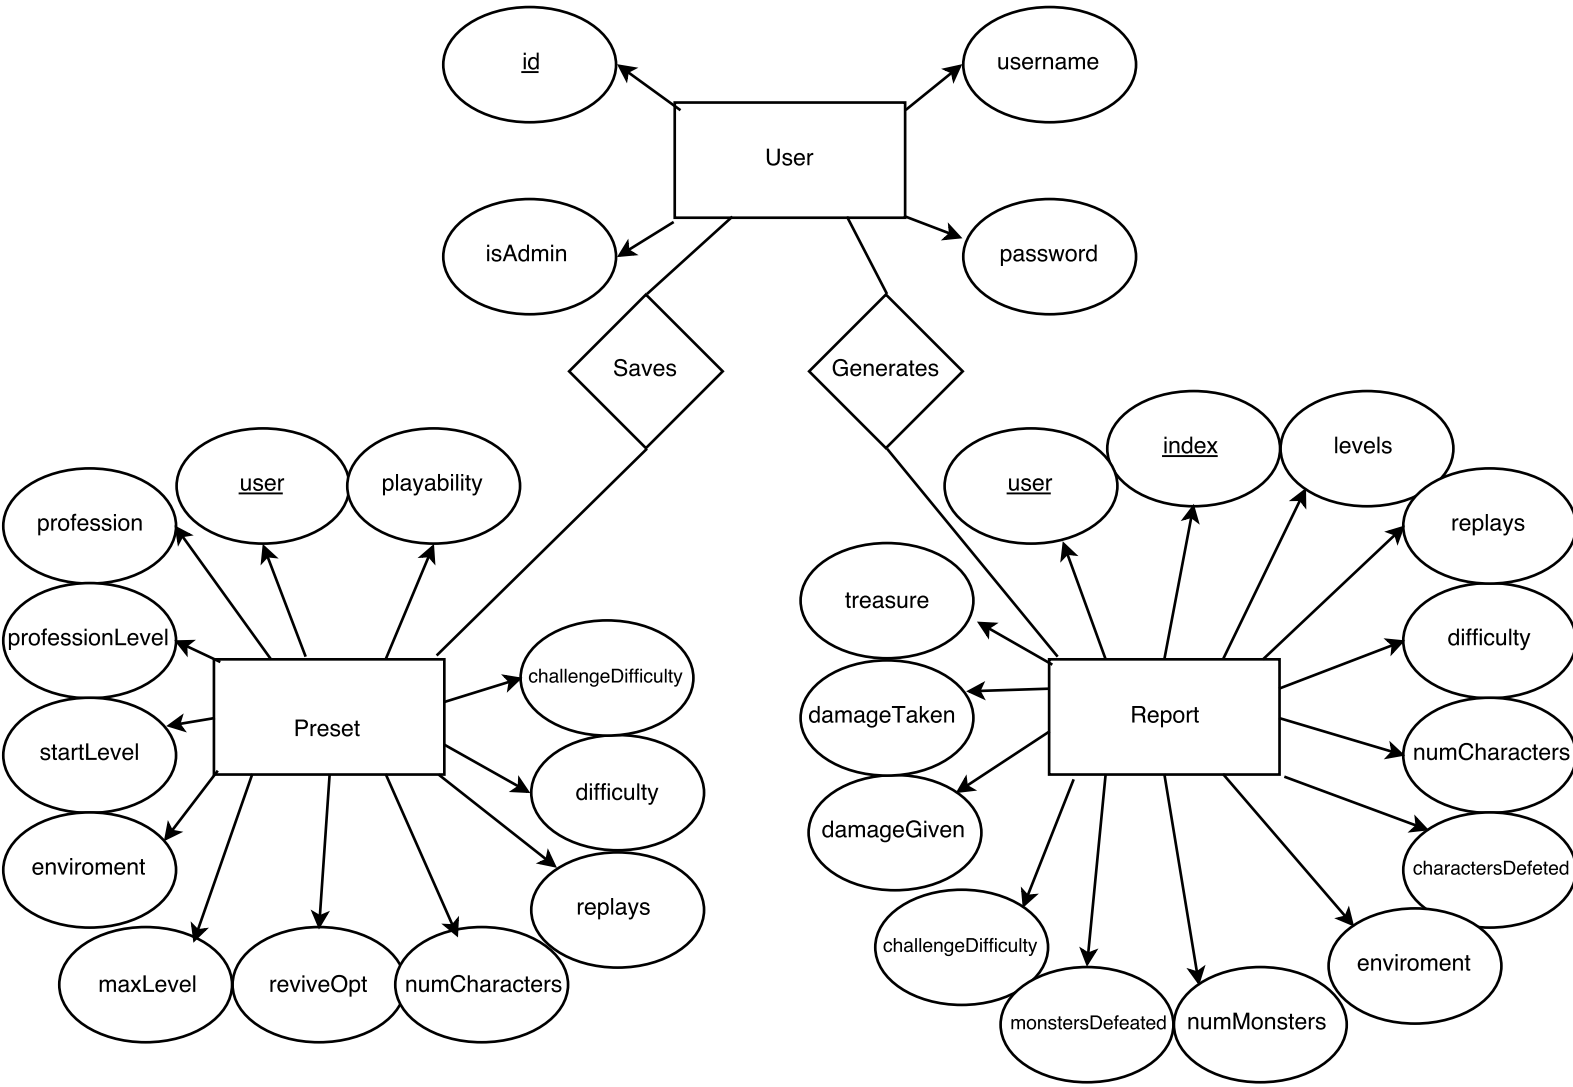 id
username
User
isAdmin
password
Saves
Generates
user
playability
profession
professionLevel
startLevel
enviroment
maxLevel
reviveOpt
numCharacters
replays
difficulty
challengeDifficulty
Preset
user
index
levels
replays
difficulty
numCharacters
charactersDefeted
enviroment
numMonsters
monstersDefeated
challengeDifficulty
damageGiven
damageTaken
treasure
Report